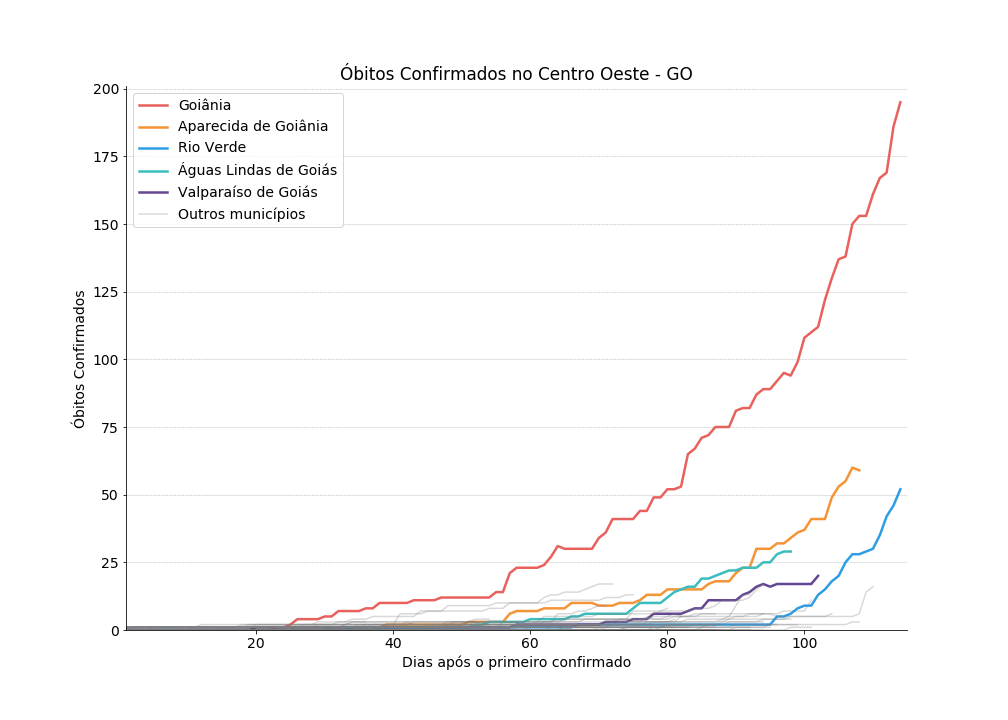 Óbitos Confirmados no Centro Oeste - GO
Goiânia
Aparecida de Goiânia
Rio Verde
Águas Lindas de Goiás
Valparaíso de Goiás
Outros municípios
Óbitos Confirmados
200
175
150
125
100
75
50
25
0
20
40
60
80
100
Dias após o primeiro confirmado